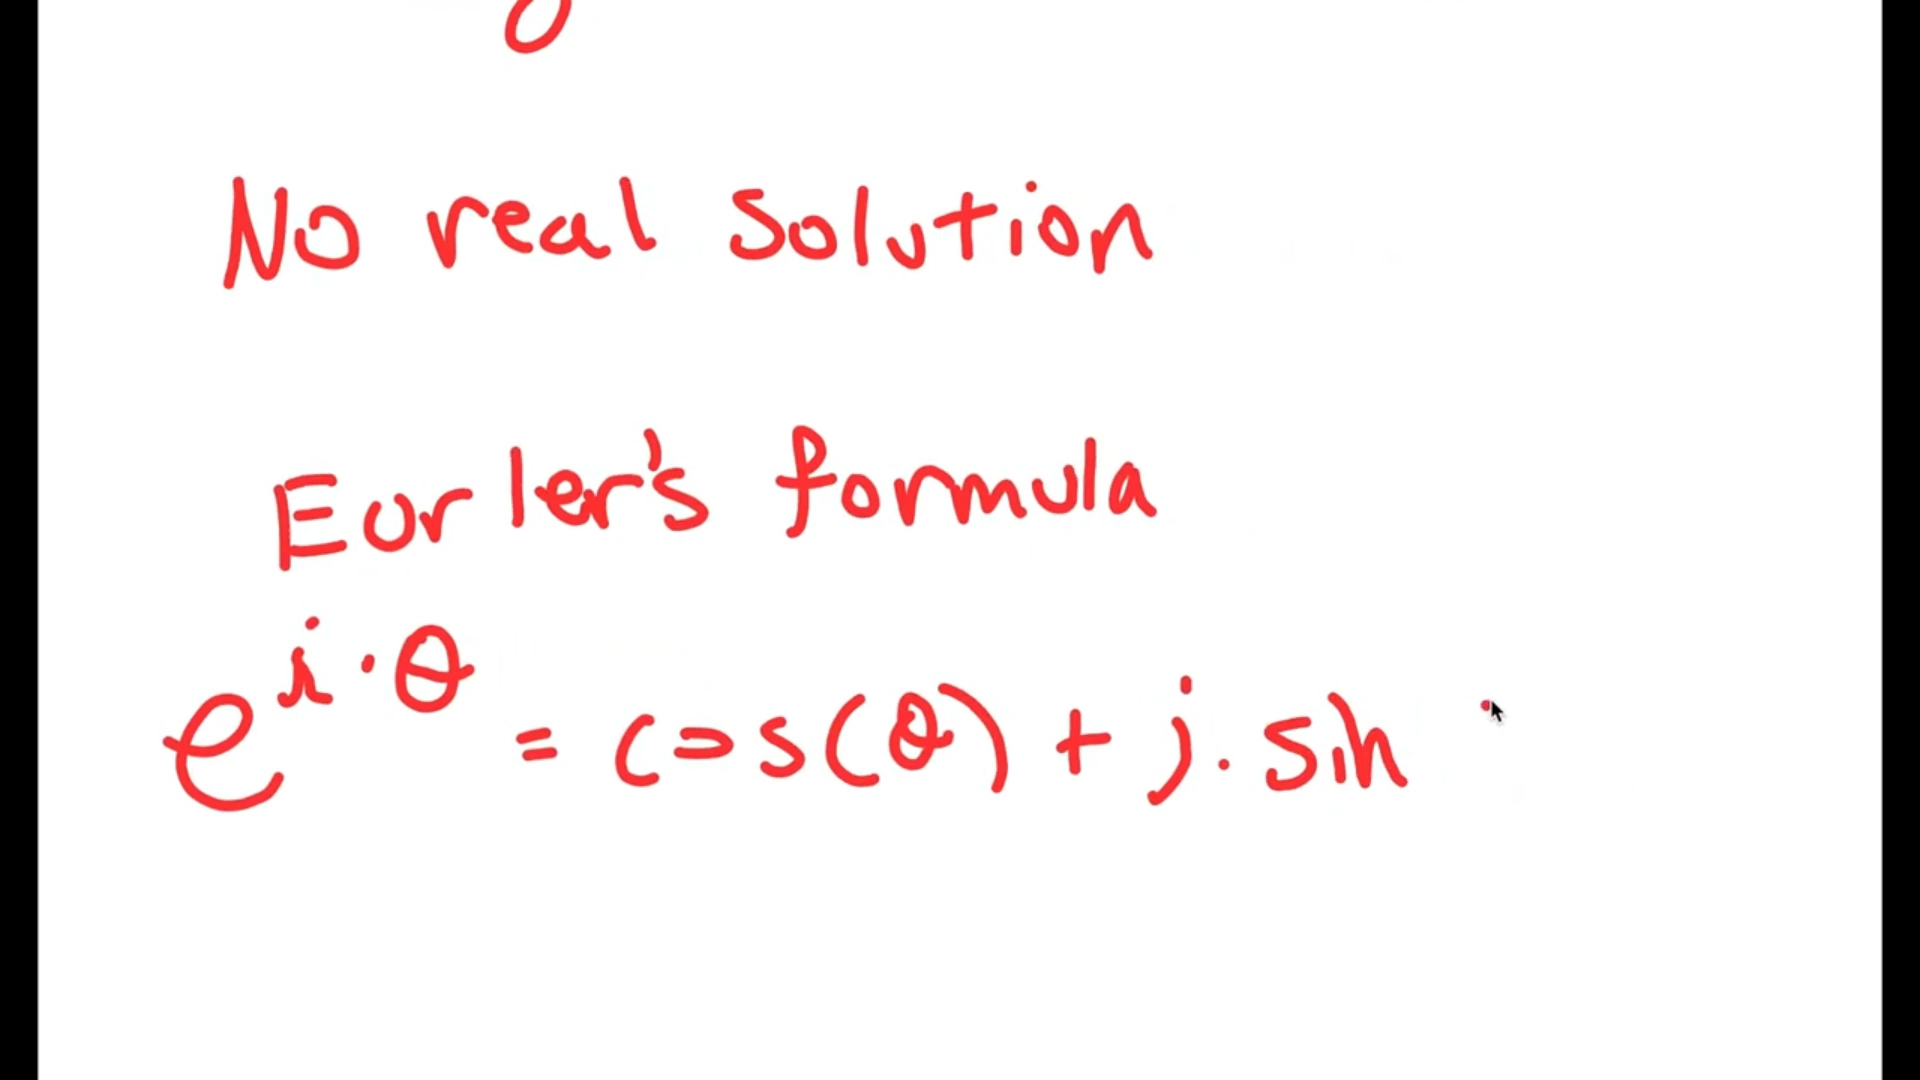 No real solution
Eurler's formula
e^{i·θ} = cos(θ) + j. sin